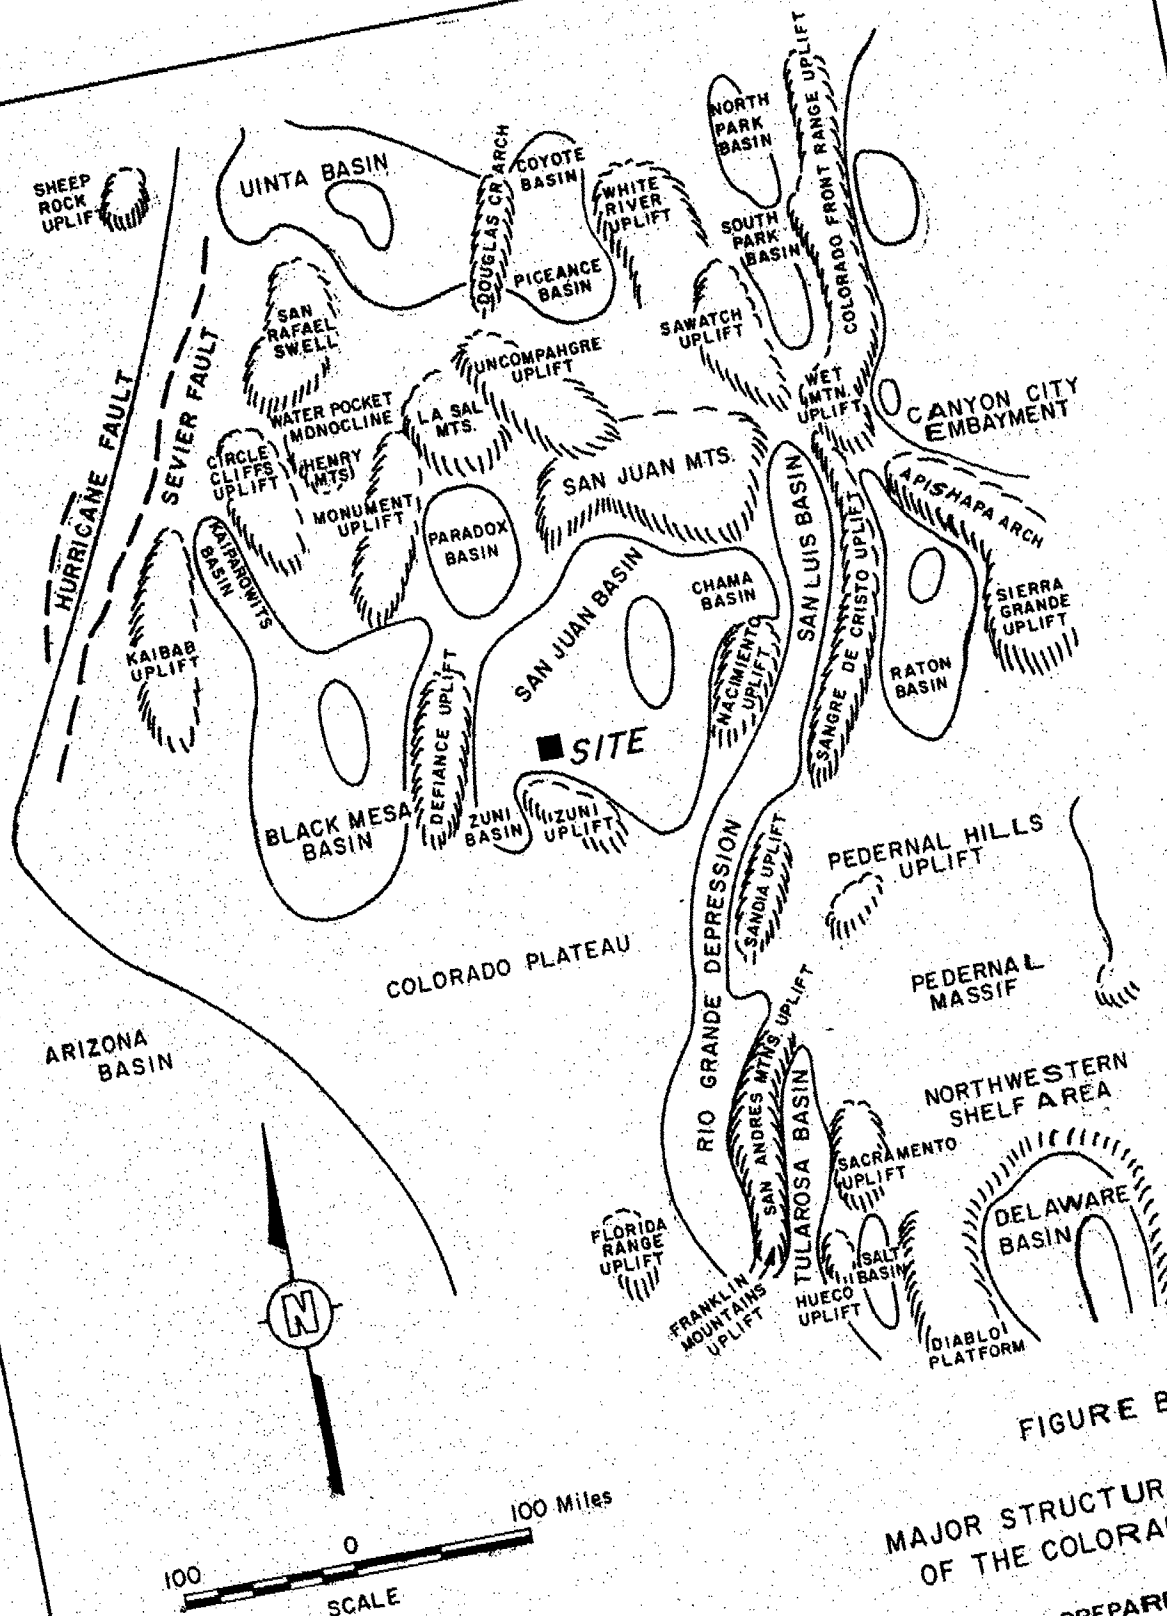 SHEEP
ROCK
UPLIFT
UINTA BASIN
DOUGLAS CR ARCH
COYOTE
BASIN
WHITE
RIVER
UPLIFT
NORTH
PARK
BASIN
COLORADO FRONT RANGE UPLIFT
SOUTH
PARK
BASIN
PICEANCE
BASIN
SAN
RAFAEL
SWELL
SAWATCH
UPLIFT
UNCOMPAHGRE
UPLIFT
HURRICANE FAULT
SEVIER FAULT
WATER POCKET
MONOCLINE
LA SAL
MTS.
WET
MTN.
UPLIFT
CANYON CITY
EMBAYMENT
CIRCLE
CLIFFS
UPLIFT
HENRY
MTS
SAN JUAN MTS.
APISHAPA ARCH
MONUMENT
UPLIFT
PARADOX
BASIN
KAIPAROWITS
BASIN
SAN JUAN BASIN
CHAMA
BASIN
SAN LUIS BASIN
SANGRE DE CRISTO UPLIFT
SIERRA
GRANDE
UPLIFT
KAIBAB
UPLIFT
NACIMIENTO
UPLIFT
RATON
BASIN
DEFIANCE UPLIFT
SITE
BLACK MESA
BASIN
ZUNI
BASIN
ZUNI
UPLIFT
SANDIA UPLIFT
PEDERNAL HILLS
UPLIFT
COLORADO PLATEAU
RIO GRANDE DEPRESSION
PEDERNAL
MASSIF
ARIZONA
BASIN
SAN ANDRES MTNS UPLIFT
TULAROSA BASIN
NORTHWESTERN
SHELF AREA
SACRAMENTO
UPLIFT
DELAWARE
BASIN
FLORIDA
RANGE
UPLIFT
SALT
BASIN
FRANKLIN
MOUNTAINS
UPLIFT
HUECO
UPLIFT
DIABLO
PLATFORM
N
FIGURE B
100 0 100 Miles
SCALE
MAJOR STRUCTUR
OF THE COLORA
PREPAR